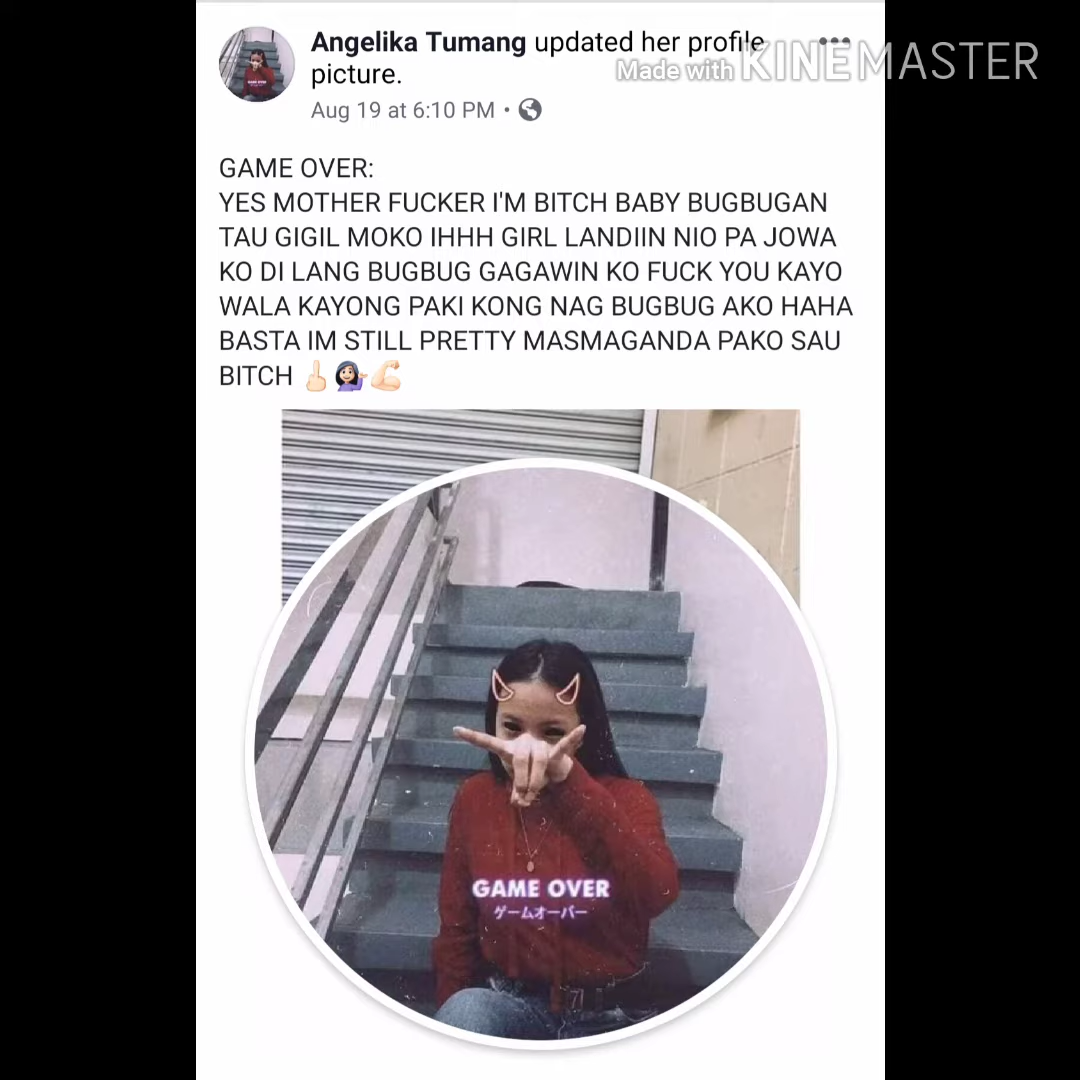 Angelika Tumang updated her profile
picture.
Made with KINEMASTER
Aug 19 at 6:10 PM •
GAME OVER:
YES MOTHER FUCKER I'M BITCH BABY BUGBUGAN
TAU GIGIL MOKO IHHH GIRL LANDIIN NIO PA JOWA
KO DI LANG BUGBUG GAGAWIN KO FUCK YOU KAYO
WALA KAYONG PAKI KONG NAG BUGBUG AKO HAHA
BASTA IM STILL PRETTY MASMAGANDA PAKO SAU
BITCH 🖕🏻💁🏻‍♀️💪🏻
GAME OVER
ゲームオーバー